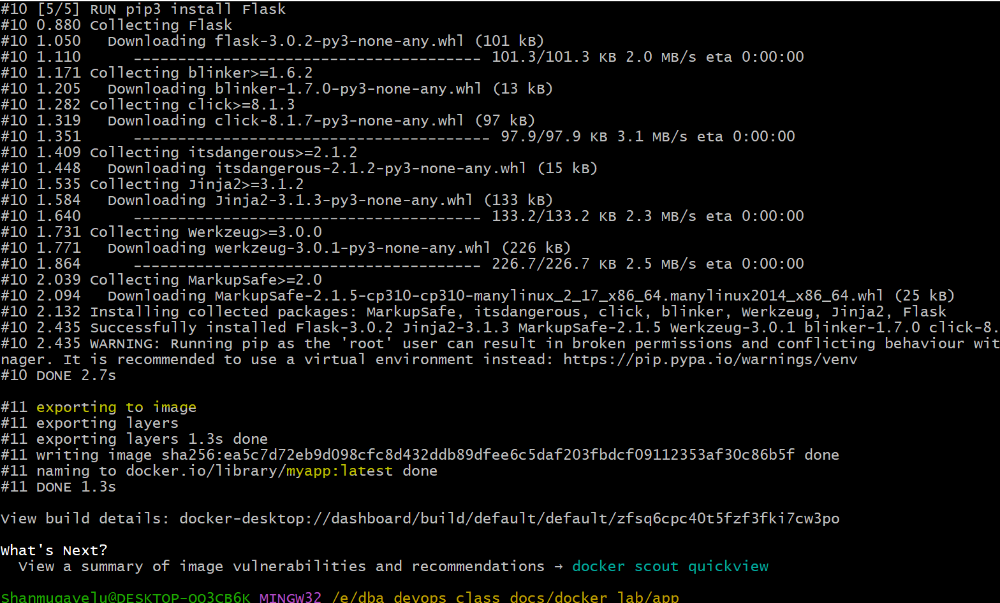 #10 [5/5] RUN pip3 install Flask
#10 0.880 Collecting Flask
#10 1.050   Downloading flask-3.0.2-py3-none-any.whl (101 kB)
#10 1.110      --------------------------------------- 101.3/101.3 KB 2.0 MB/s eta 0:00:00
#10 1.171 Collecting blinker>=1.6.2
#10 1.205   Downloading blinker-1.7.0-py3-none-any.whl (13 kB)
#10 1.282 Collecting click>=8.1.3
#10 1.319   Downloading click-8.1.7-py3-none-any.whl (97 kB)
#10 1.351      ---------------------------------------- 97.9/97.9 KB 3.1 MB/s eta 0:00:00
#10 1.409 Collecting itsdangerous>=2.1.2
#10 1.448   Downloading itsdangerous-2.1.2-py3-none-any.whl (15 kB)
#10 1.535 Collecting Jinja2>=3.1.2
#10 1.584   Downloading Jinja2-3.1.3-py3-none-any.whl (133 kB)
#10 1.640      --------------------------------------- 133.2/133.2 KB 2.3 MB/s eta 0:00:00
#10 1.731 Collecting Werkzeug>=3.0.0
#10 1.771   Downloading werkzeug-3.0.1-py3-none-any.whl (226 kB)
#10 1.864      --------------------------------------- 226.7/226.7 KB 2.5 MB/s eta 0:00:00
#10 2.039 Collecting MarkupSafe>=2.0
#10 2.094   Downloading MarkupSafe-2.1.5-cp310-cp310-manylinux_2_17_x86_64.manylinux2014_x86_64.whl (25 kB)
#10 2.132 Installing collected packages: MarkupSafe, itsdangerous, click, blinker, Werkzeug, Jinja2, Flask
#10 2.435 Successfully installed Flask-3.0.2 Jinja2-3.1.3 MarkupSafe-2.1.5 Werkzeug-3.0.1 blinker-1.7.0 click-8.
#10 2.435 WARNING: Running pip as the 'root' user can result in broken permissions and conflicting behaviour wit
nager. It is recommended to use a virtual environment instead: https://pip.pypa.io/warnings/venv
#10 DONE 2.7s
#11 exporting to image
#11 exporting layers
#11 exporting layers 1.3s done
#11 writing image sha256:ea5c7d72eb9d098cfc8d432ddb89dfee6c5daf203fbdcf09112353af30c86b5f done
#11 naming to docker.io/library/myapp:latest done
#11 DONE 1.3s
View build details: docker-desktop://dashboard/build/default/default/zfsq6cpc40t5fzf3fki7cw3po
What's Next?
  View a summary of image vulnerabilities and recommendations → docker scout quickview
Shanmugavelu@DESKTOP-OO3CB6K MINGW32 /e/dba devops class docs/docker lab/app